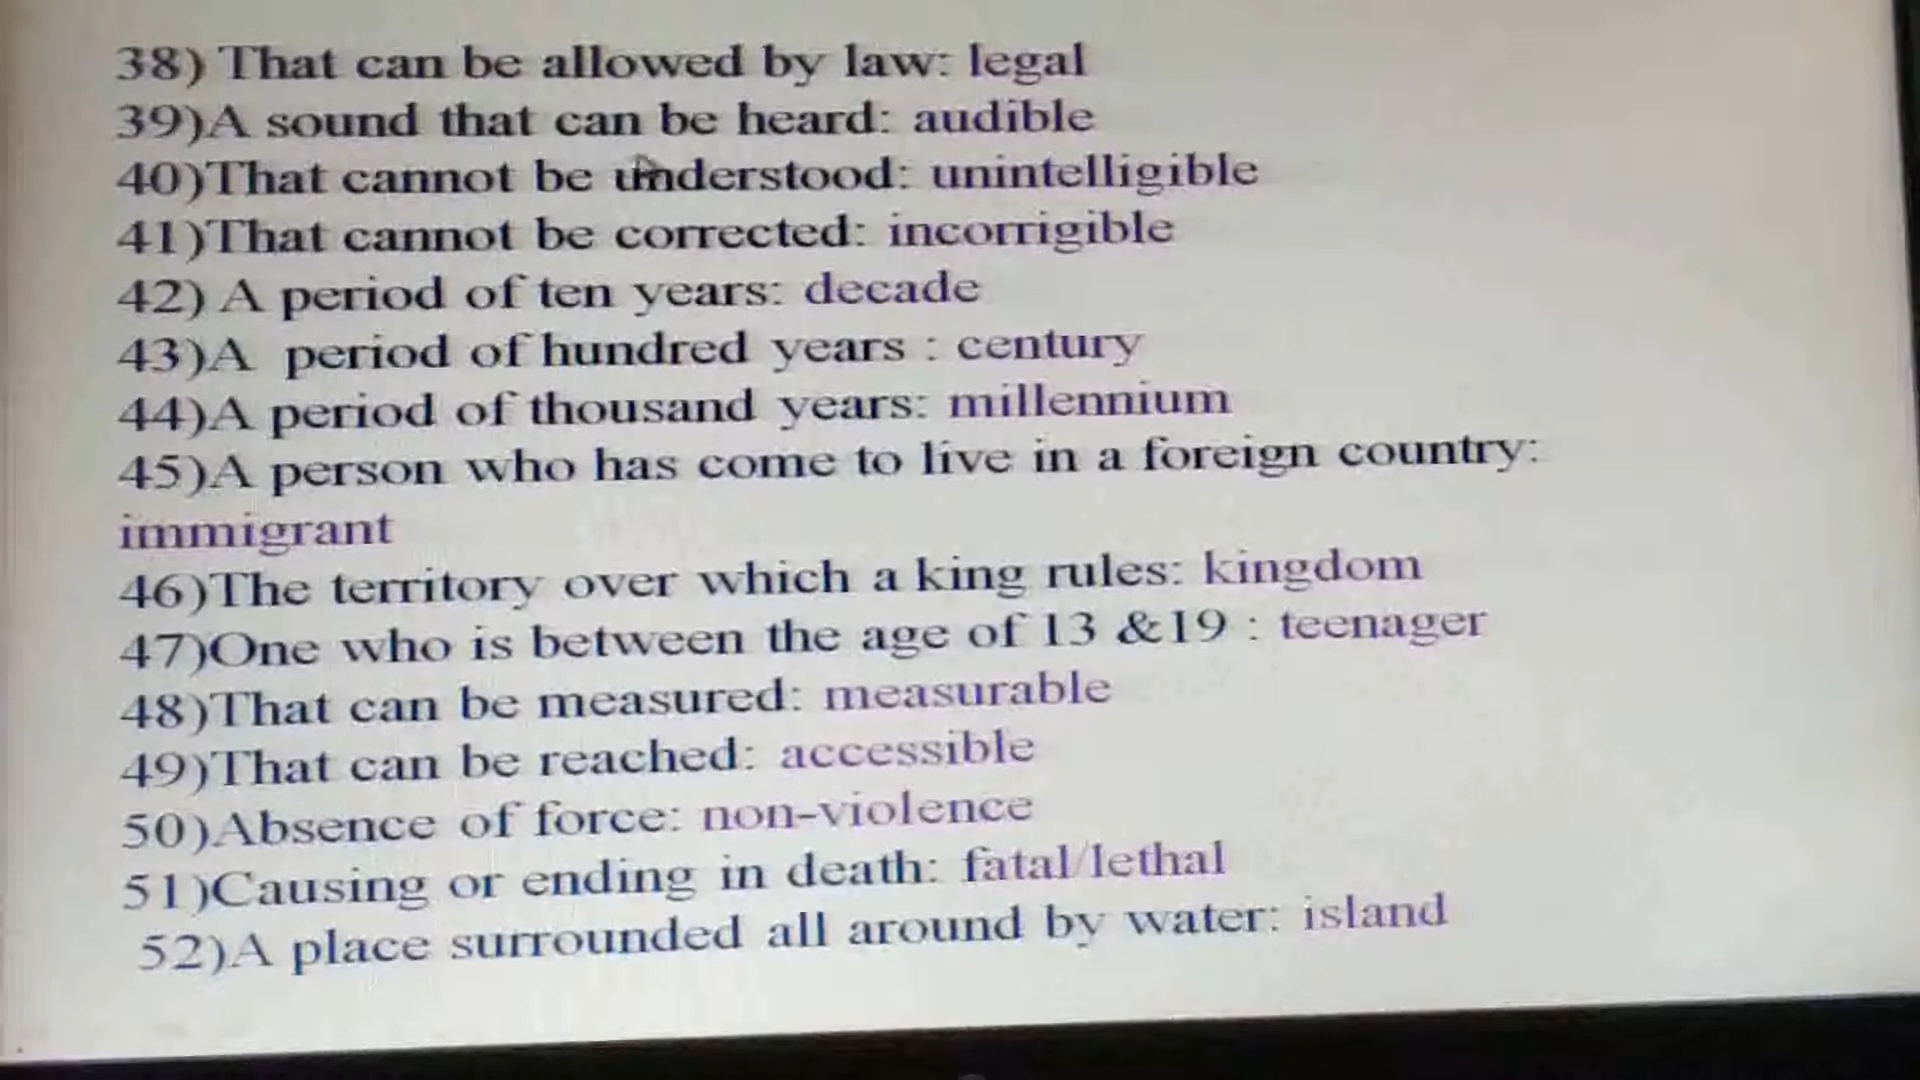 38) That can be allowed by law: legal
39)A sound that can be heard: audible
40)That cannot be understood: unintelligible
41)That cannot be corrected: incorrigible
42) A period of ten years: decade
43)A period of hundred years : century
44)A period of thousand years: millennium
45)A person who has come to live in a foreign country:
immigrant
46)The territory over which a king rules: kingdom
47)One who is between the age of 13 &19 : teenager
48)That can be measured: measurable
49)That can be reached: accessible
50)Absence of force: non-violence
51)Causing or ending in death: fatal/lethal
52)A place surrounded all around by water: island